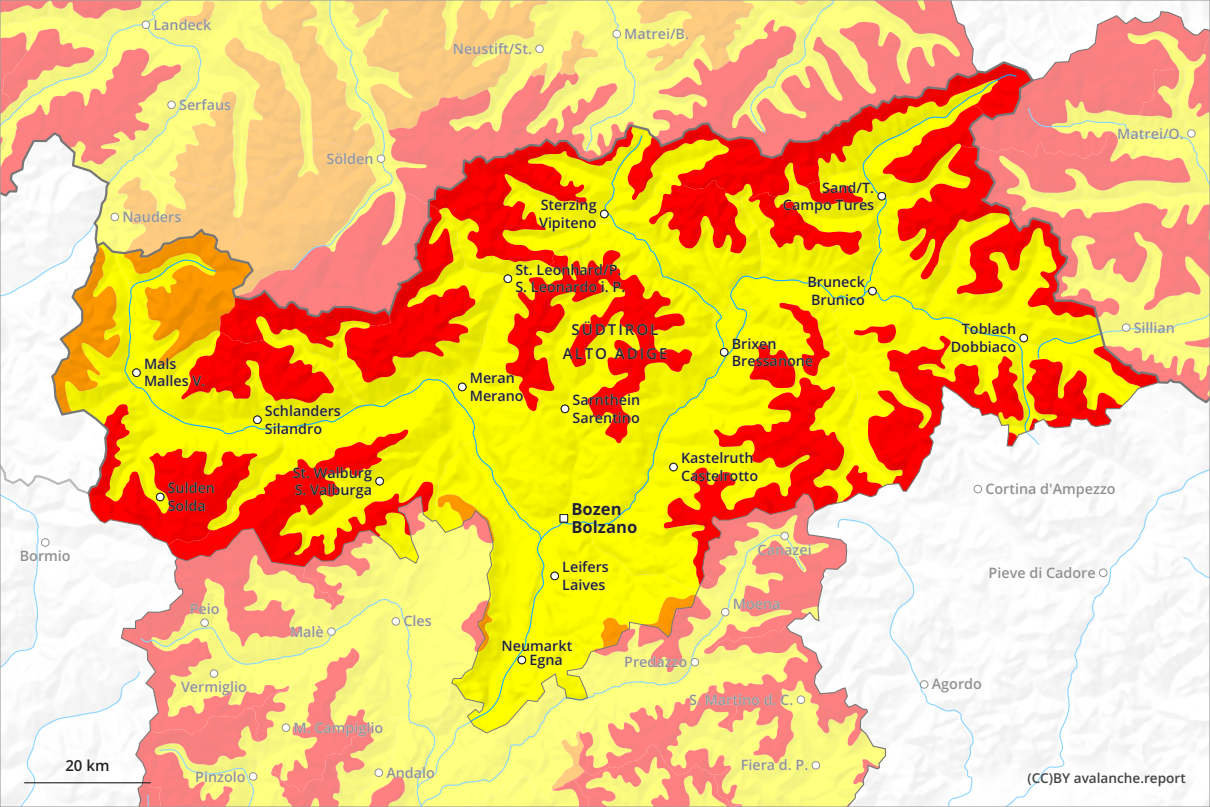 Landeck
Matrei/B.
Neustift/St.
Serfaus
Matrei/O.
Sölden
Sand/T.
Campo Tures
Nauders
Sterzing
Vipiteno
St. Leonhard/P.
S. Leonardo i. P.
Bruneck
Brunico
SÜDTIROL
ALTO ADIGE
Toblach
Dobbiaco
Sillian
Brixen
Bressanone
Mals
Malles V.
Meran
Merano
Sarnthein
Sarentino
Schlanders
Silandro
Kastelruth
Castelrotto
St. Walburg
S. Valburga
Sulden
Solda
Cortina d'Ampezzo
Bozen
Bolzano
Bormio
Canazei
Leifers
Laives
Pieve di Cadore
Peio
Moena
Cles
Malè
Neumarkt
Egna
Predazzo
Vermiglio
Agordo
S. Martino d. C.
M. Campiglio
20 km
Pinzolo
Andalo
Fiera d. P.
(CC)BY avalanche.report